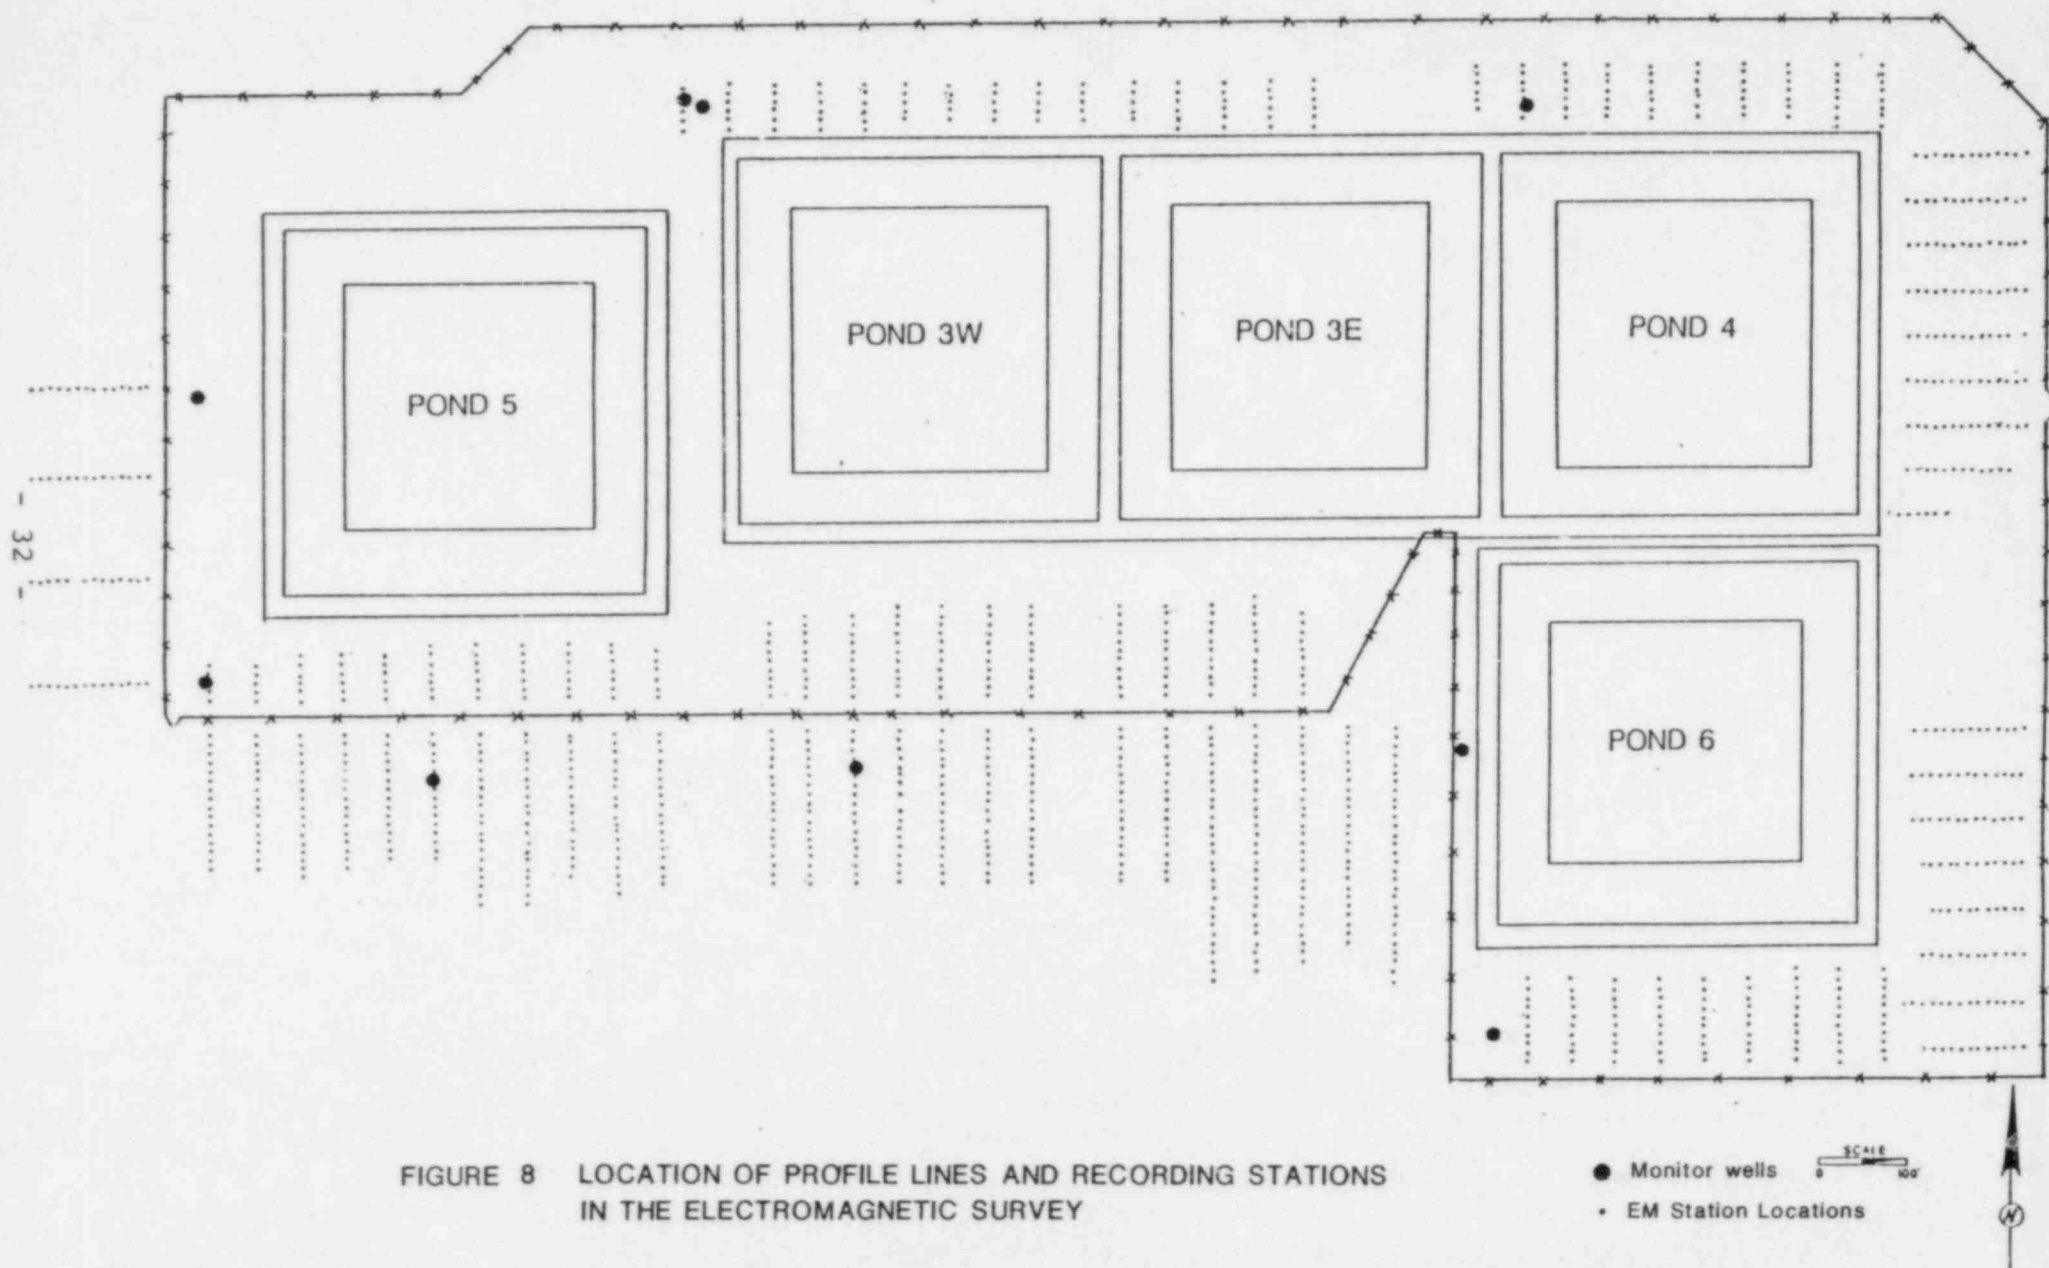 POND 3W
POND 3E
POND 4
POND 5
- 32 -
POND 6
FIGURE 8 LOCATION OF PROFILE LINES AND RECORDING STATIONS
IN THE ELECTROMAGNETIC SURVEY
Monitor wells
SCALE
0 100'
EM Station Locations
N